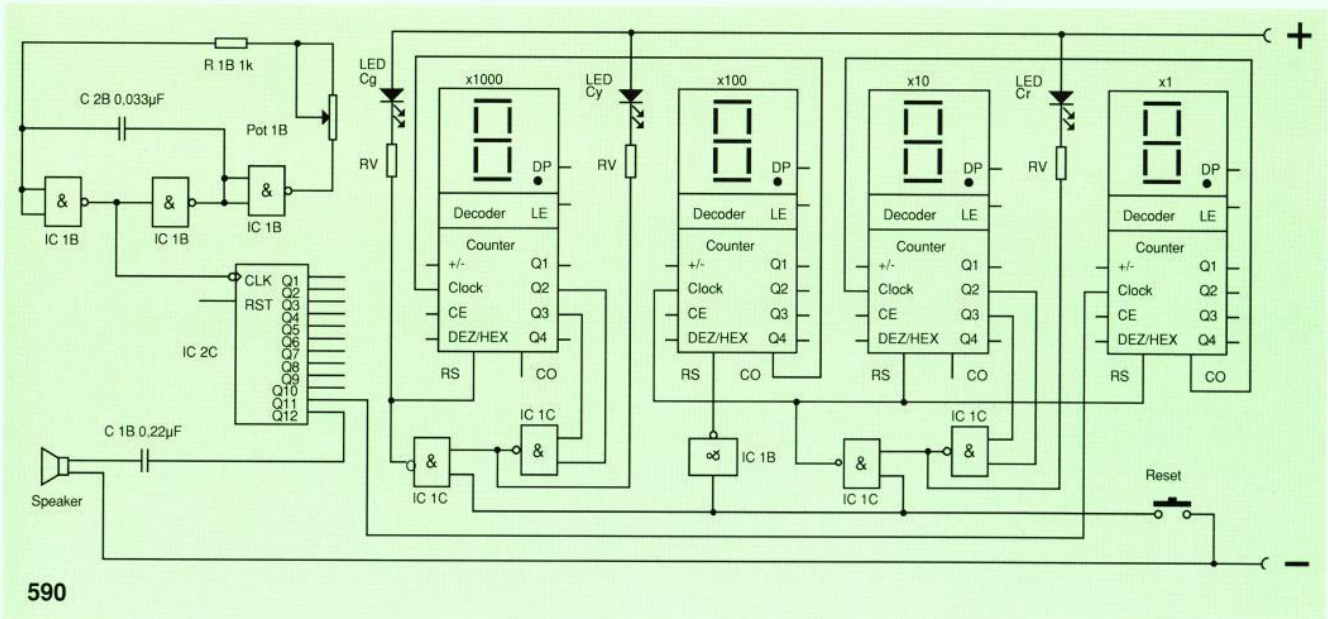 +
R 1B 1k
C 2B 0,033µF
Pot 1B
&
IC 1B
&
IC 1B
&
IC 1B
CLK
RST
Q1
Q2
Q3
Q4
Q5
Q6
Q7
Q8
Q9
Q10
Q11
Q12
IC 2C
C 1B 0,22µF
Speaker
LED
Cg
RV
x1000
DP
Decoder LE
Counter
+/- Q1
Clock Q2
CE Q3
DEZ/HEX Q4
RS CO
LED
Cy
RV
x100
DP
Decoder LE
Counter
+/- Q1
Clock Q2
CE Q3
DEZ/HEX Q4
RS CO
x10
DP
Decoder LE
Counter
+/- Q1
Clock Q2
CE Q3
DEZ/HEX Q4
RS CO
LED
Cr
RV
x1
DP
Decoder LE
Counter
+/- Q1
Clock Q2
CE Q3
DEZ/HEX Q4
RS CO
&
IC 1C
&
IC 1C
&
IC 1B
&
IC 1C
&
IC 1C
Reset
−
590